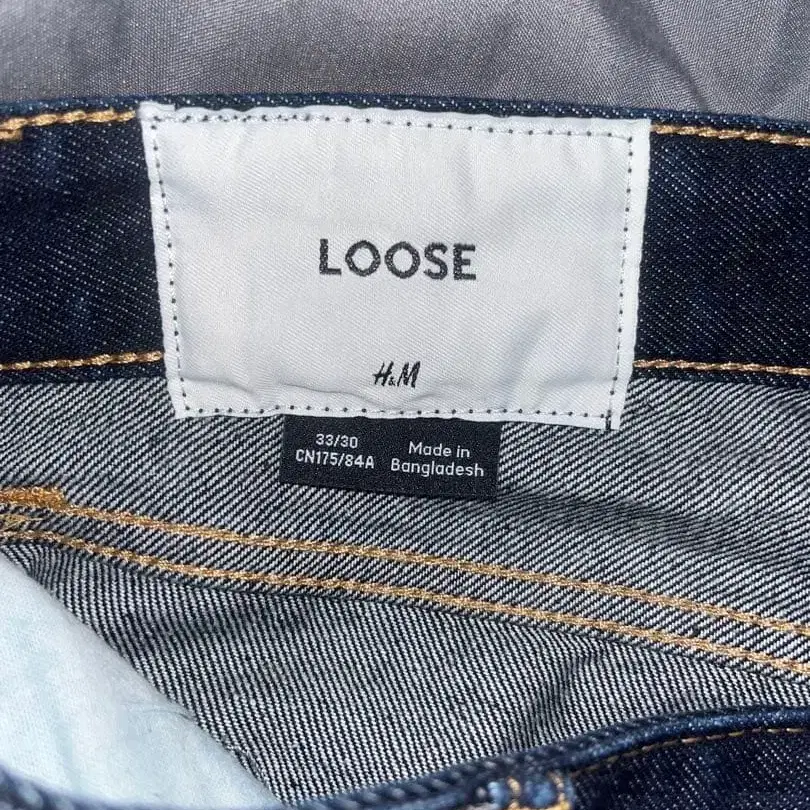 LOOSE
H&M
33/30
CN175/84A
Made in
Bangladesh